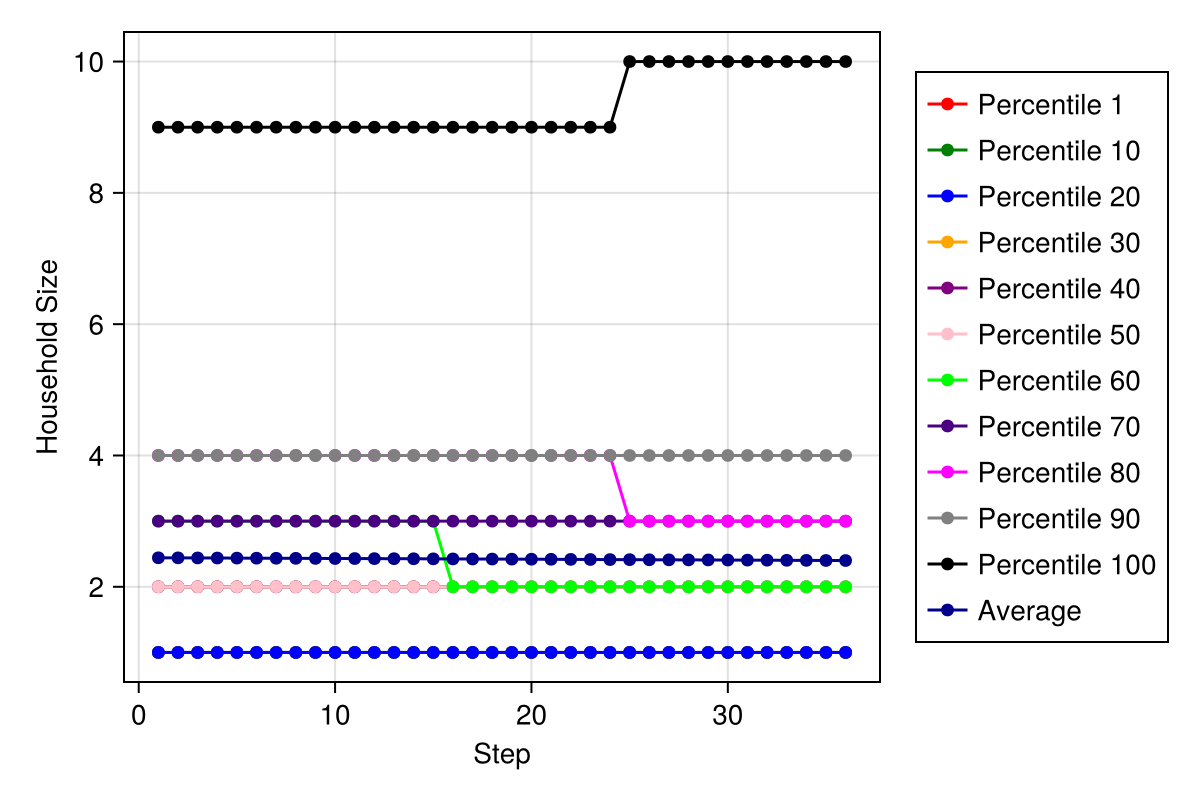 10
8
6
4
2
Household Size
0 10 20 30
Step
Percentile 1
Percentile 10
Percentile 20
Percentile 30
Percentile 40
Percentile 50
Percentile 60
Percentile 70
Percentile 80
Percentile 90
Percentile 100
Average